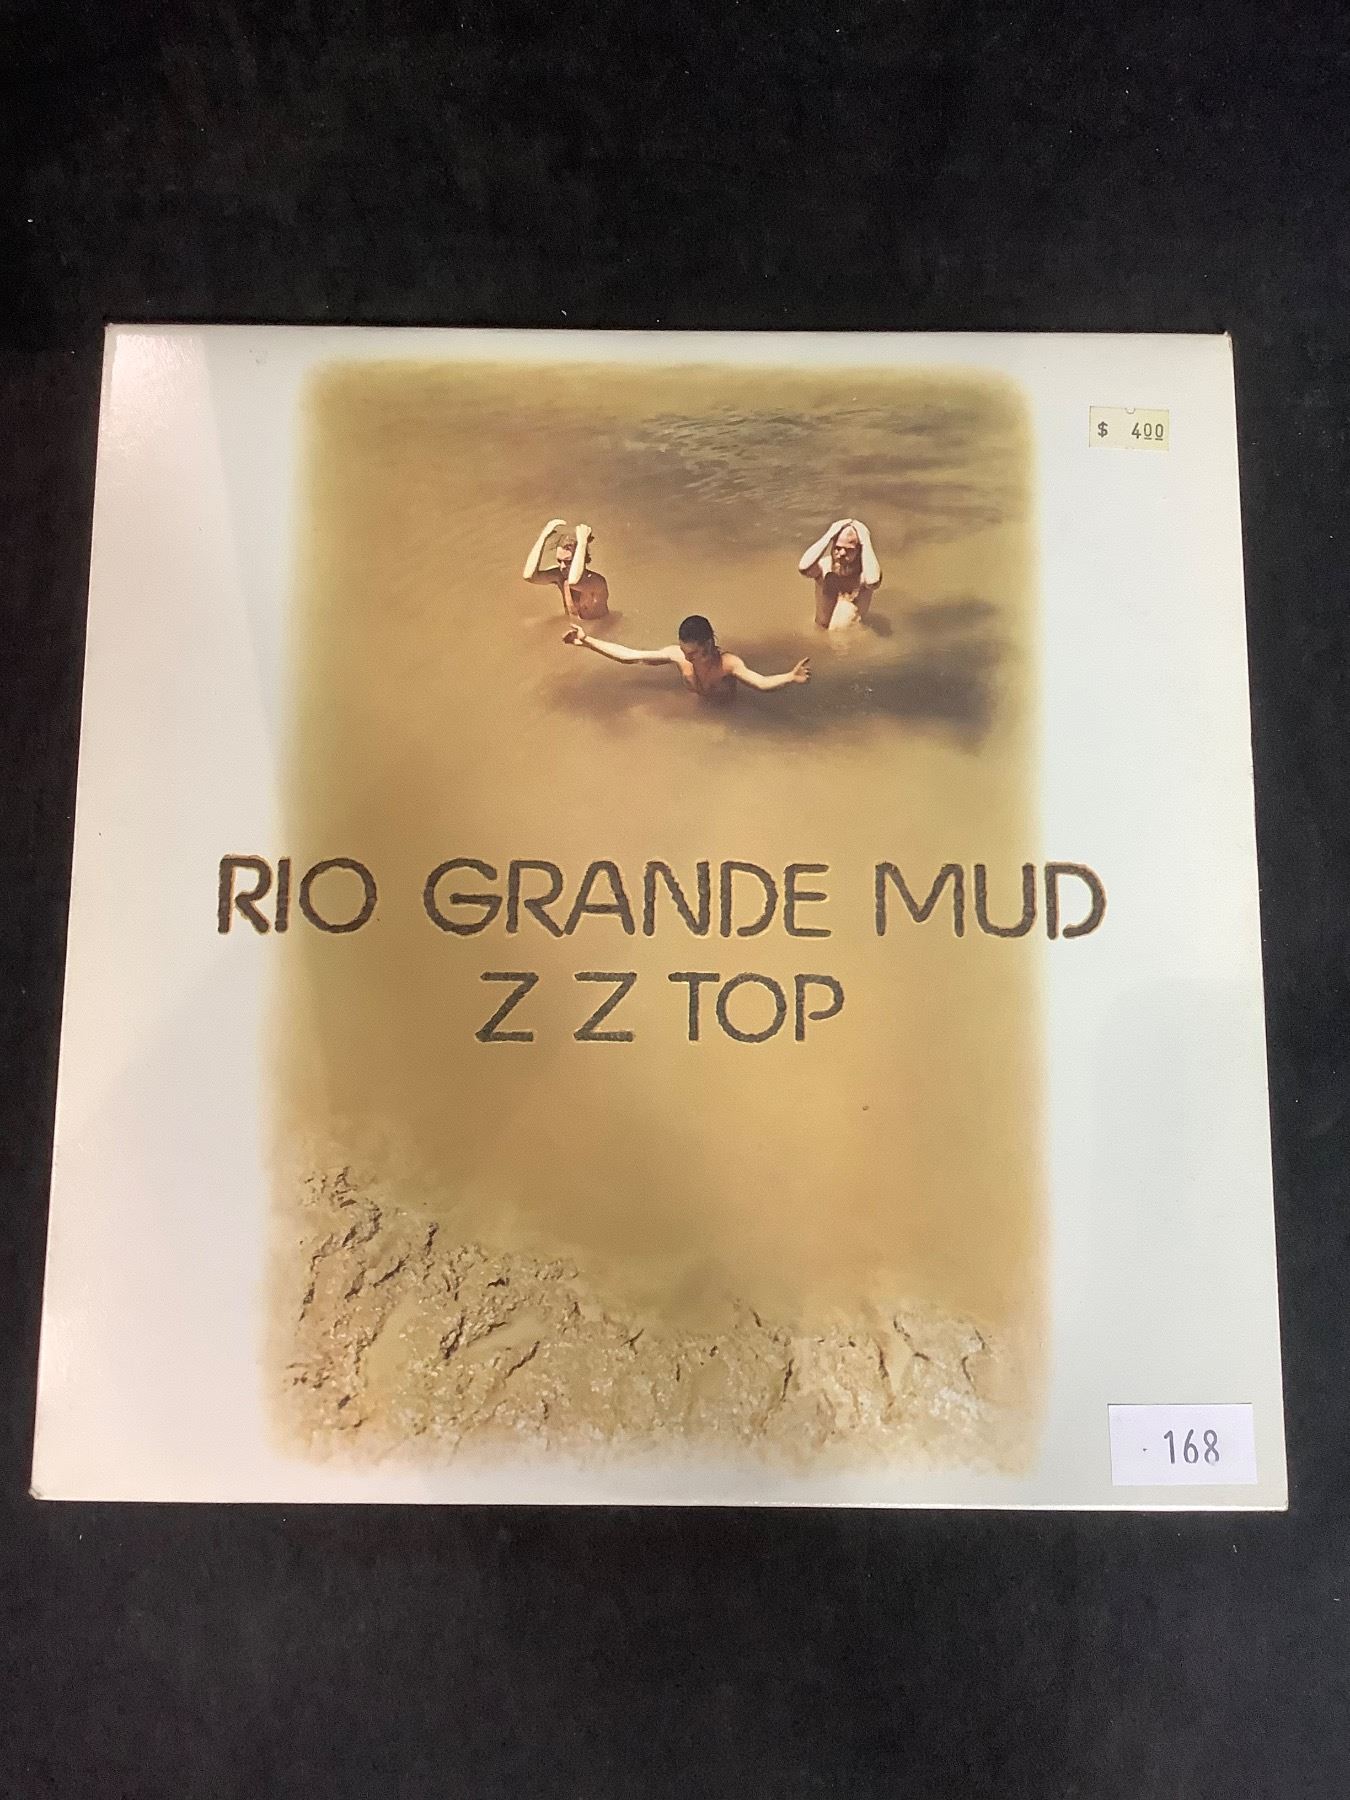 $ 4.00
RIO GRANDE MUD
Z Z TOP
168